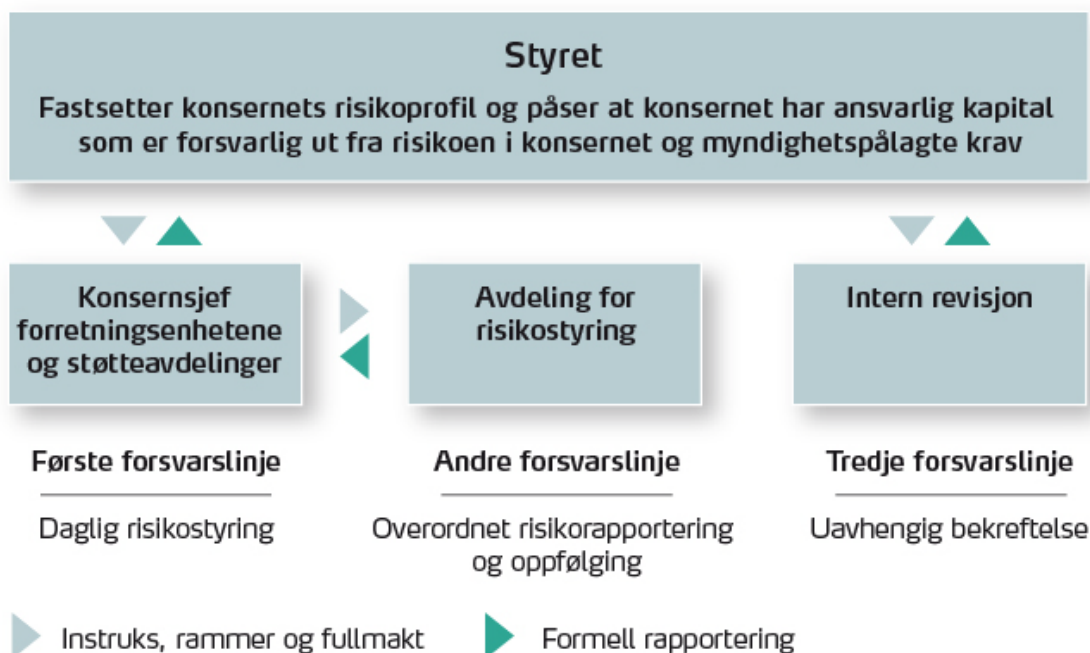 Styret
Fastsetter konsernets risikoprofil og påser at konsernet har ansvarlig kapital
som er forsvarlig ut fra risikoen i konsernet og myndighetspålagte krav
Konsernsjef
forretningsenhetene
og støtteavdelinger
Avdeling for
risikostyring
Intern revisjon
Første forsvarslinje
Andre forsvarslinje
Tredje forsvarslinje
Daglig risikostyring
Overordnet risikorapportering
og oppfølging
Uavhengig bekreftelse
Instruks, rammer og fullmakt
Formell rapportering